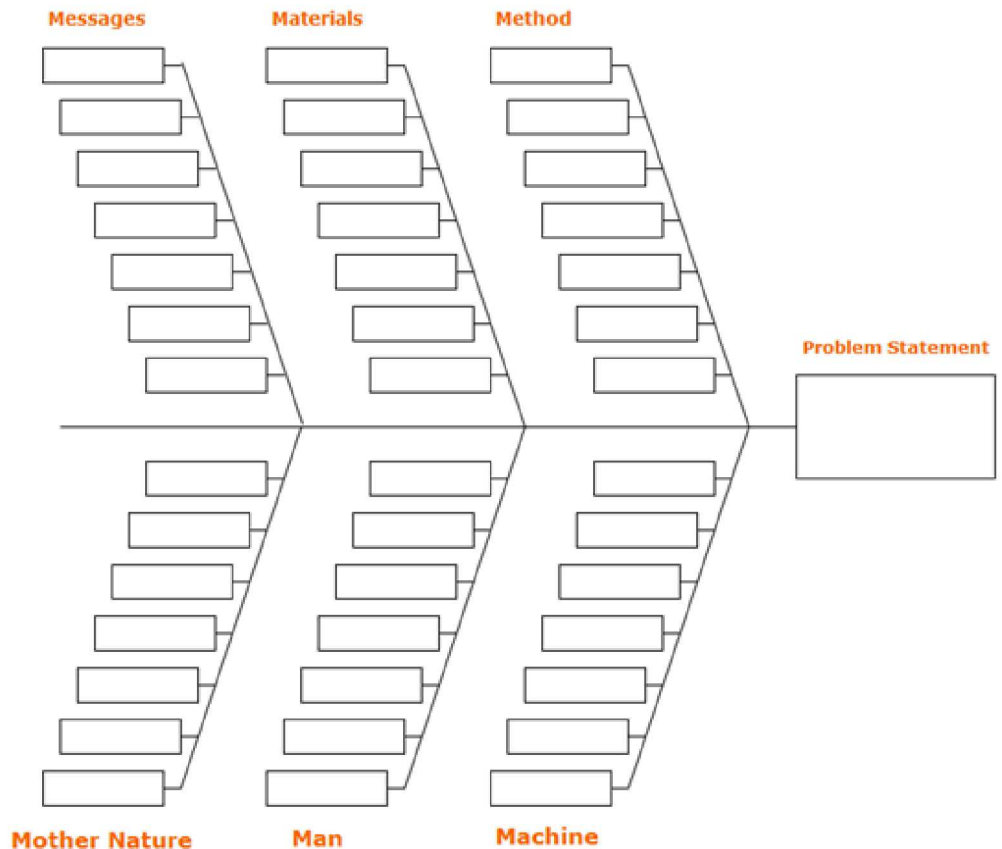 Messages
Materials
Method
Problem Statement
Mother Nature
Man
Machine